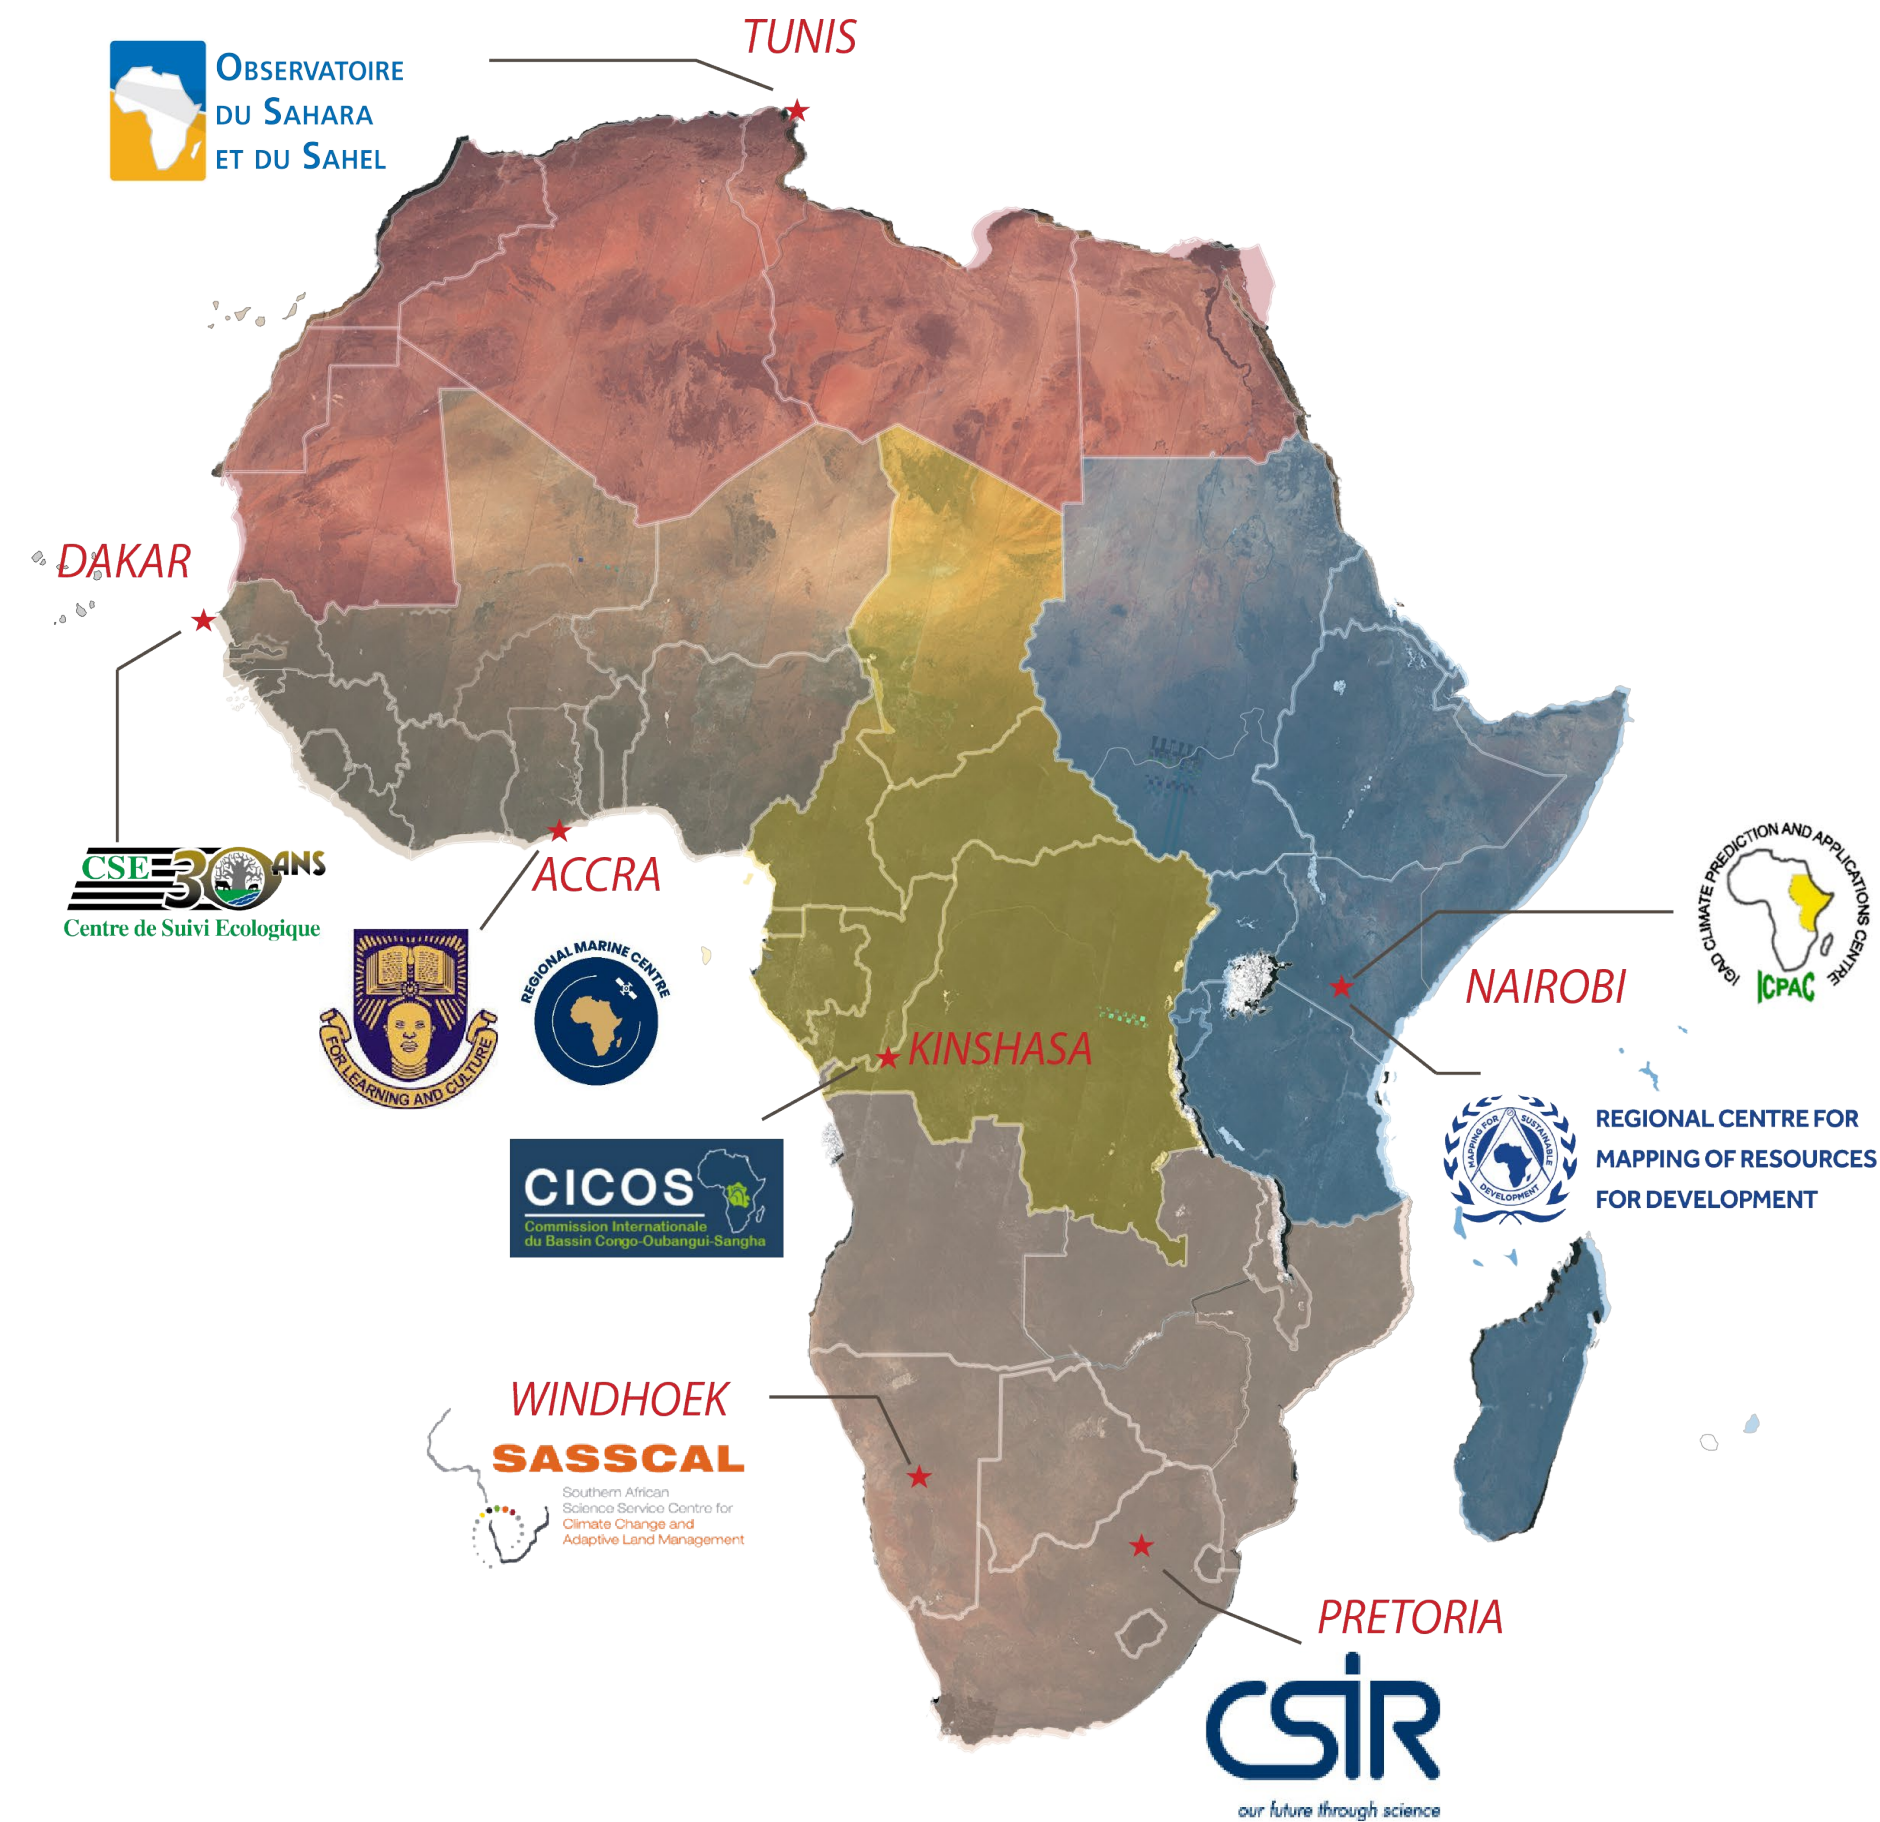 TUNIS
OBSERVATOIRE
DU SAHARA
ET DU SAHEL
DAKAR
CSE 30 ANS
Centre de Suivi Ecologique
ACCRA
FOR LEARNING AND CULTURE
REGIONAL MARINE CENTRE
IGAD CLIMATE PREDICTION AND APPLICATIONS CENTRE
ICPAC
NAIROBI
KINSHASA
MAPPING FOR SUSTAINABLE DEVELOPMENT
REGIONAL CENTRE FOR
MAPPING OF RESOURCES
FOR DEVELOPMENT
CICOS
Commission Internationale
du Bassin Congo-Oubangui-Sangha
WINDHOEK
SASSCAL
Southern African
Science Service Centre for
Climate Change and
Adaptive Land Management
PRETORIA
CSIR
our future through science